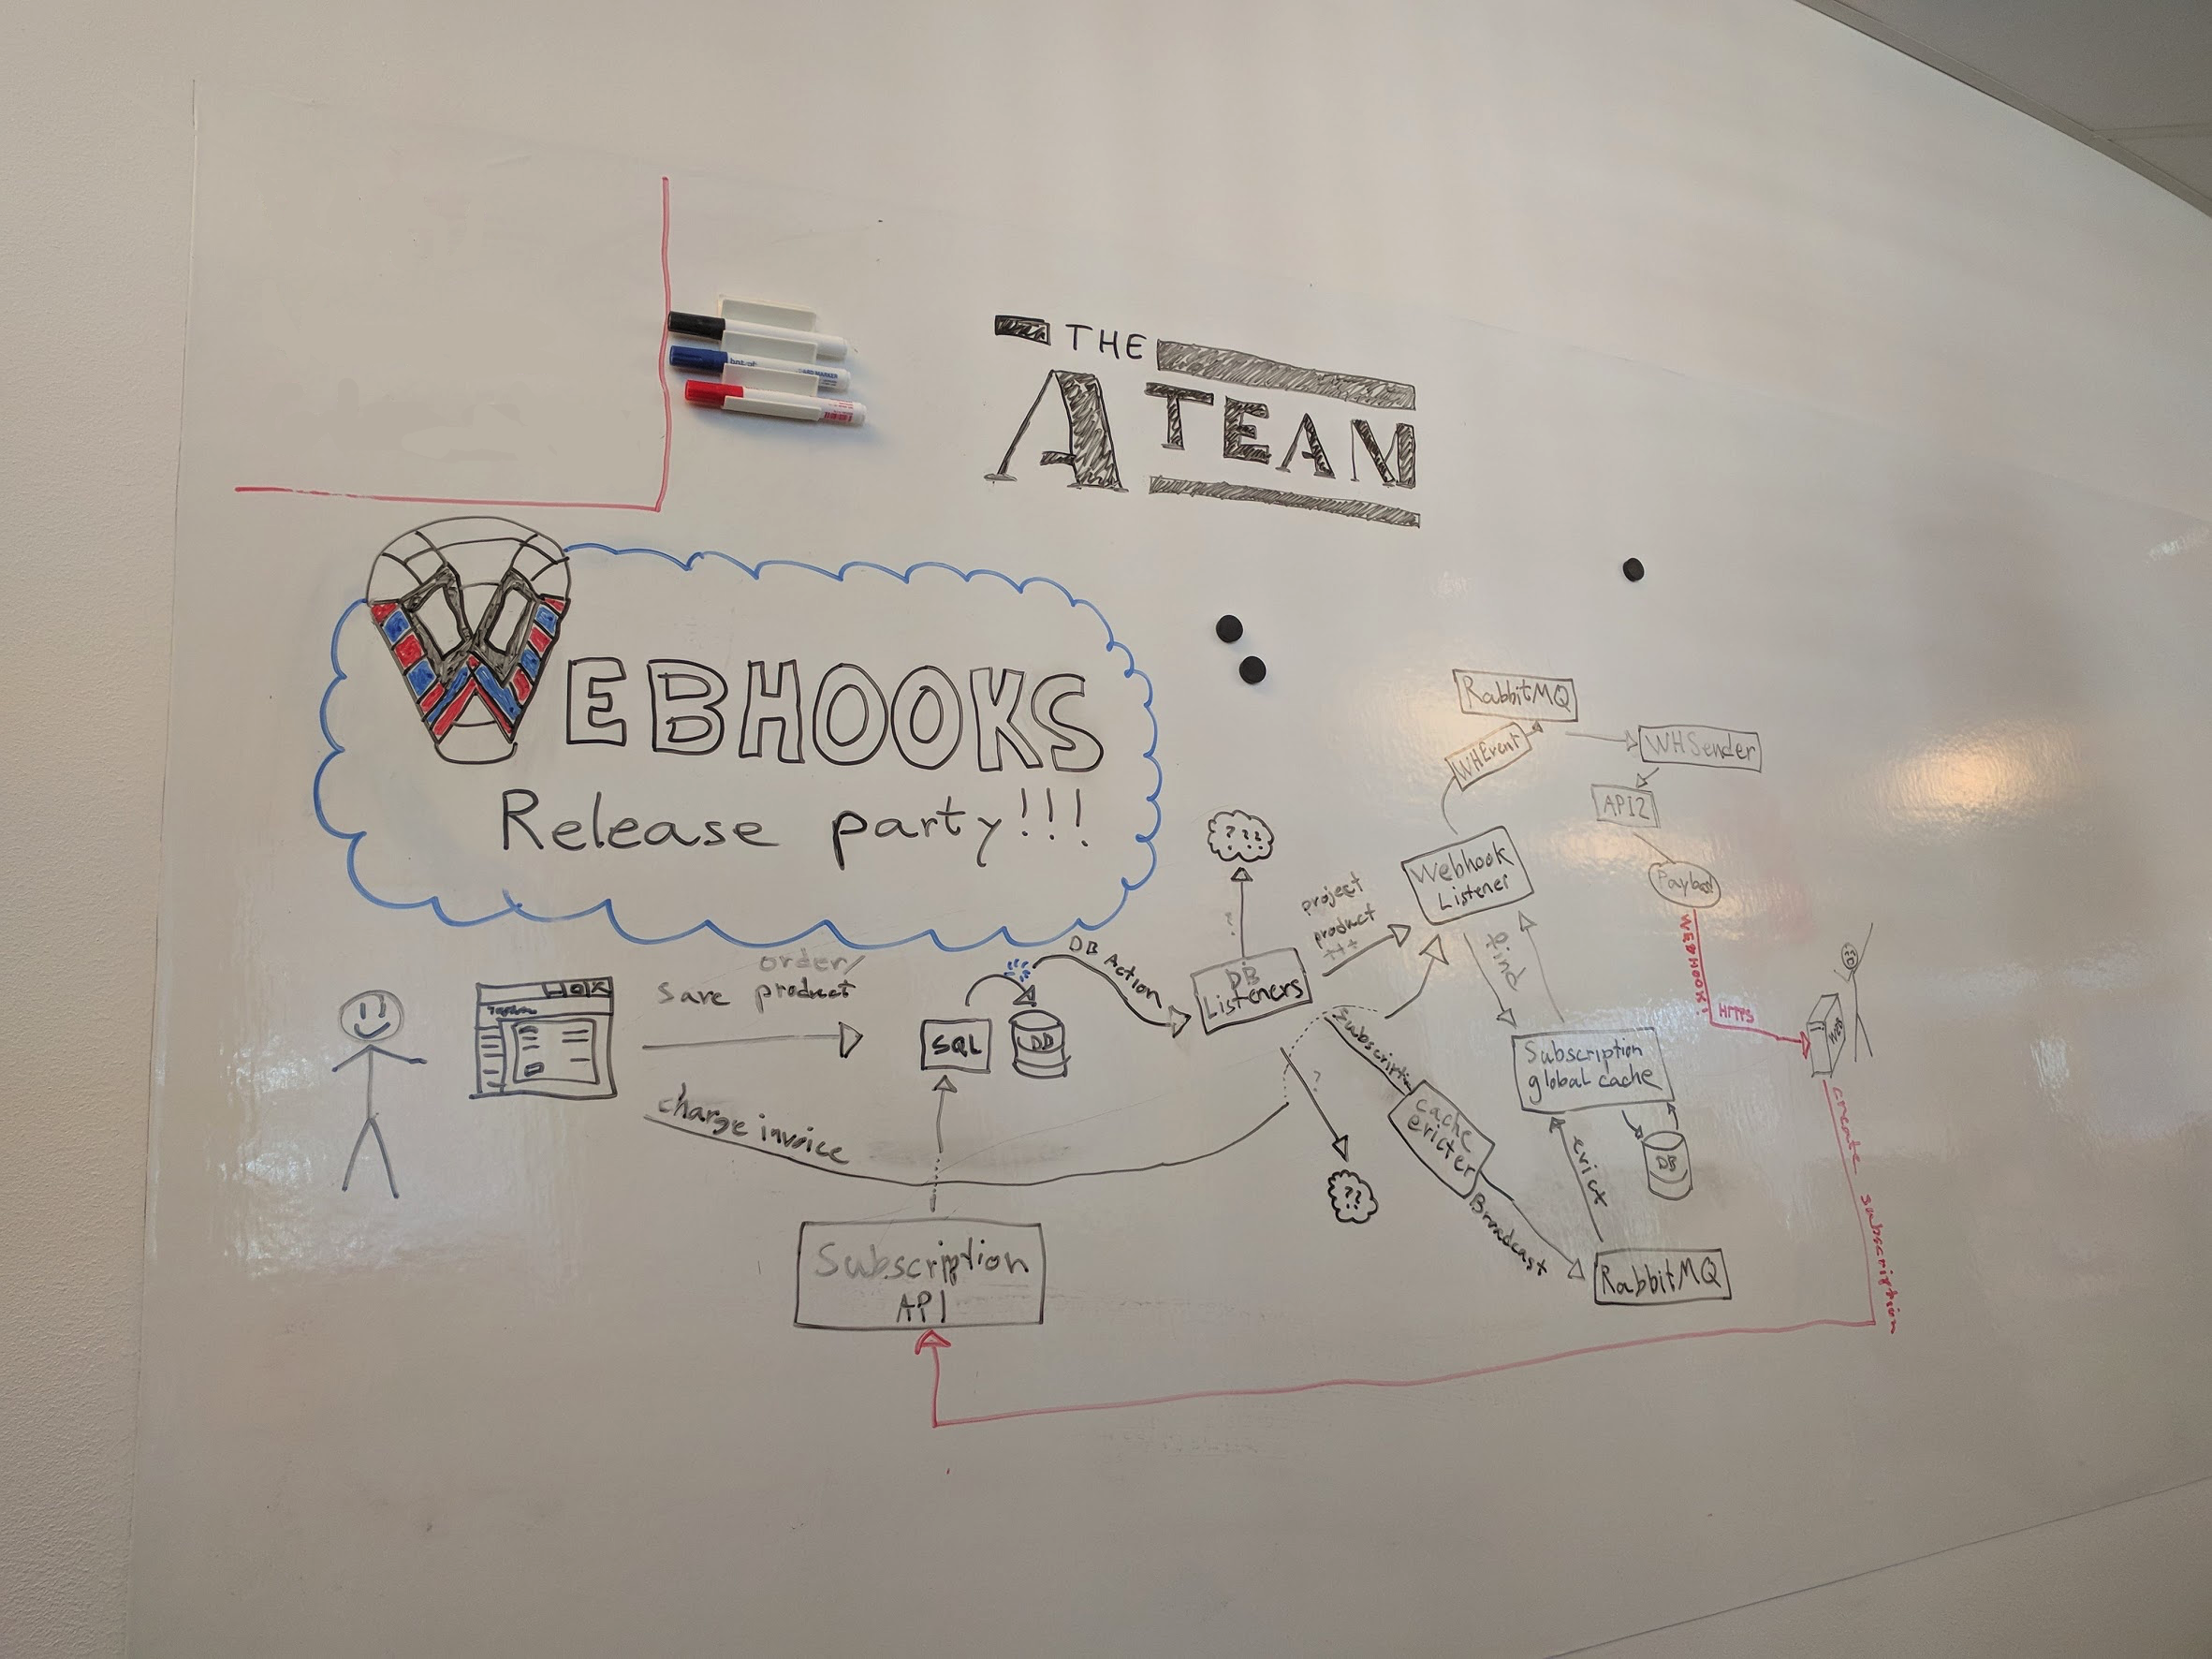 THE
A TEAM
WEBHOOKS
Release party!!!
RabbitMQ
WHEvent
WHSender
API2
Webhook
Listener
Payload
WEBHOOK!
HTTPS
????
?
project
product
+++
DB Action
DB
Listeners
find
order/
save product
SQL
DB
Subscription
global cache
DB
charge invoice
?
??
Subscription
cache
evicter
Broadcast
evict
RabbitMQ
create subscription
Subscription
API